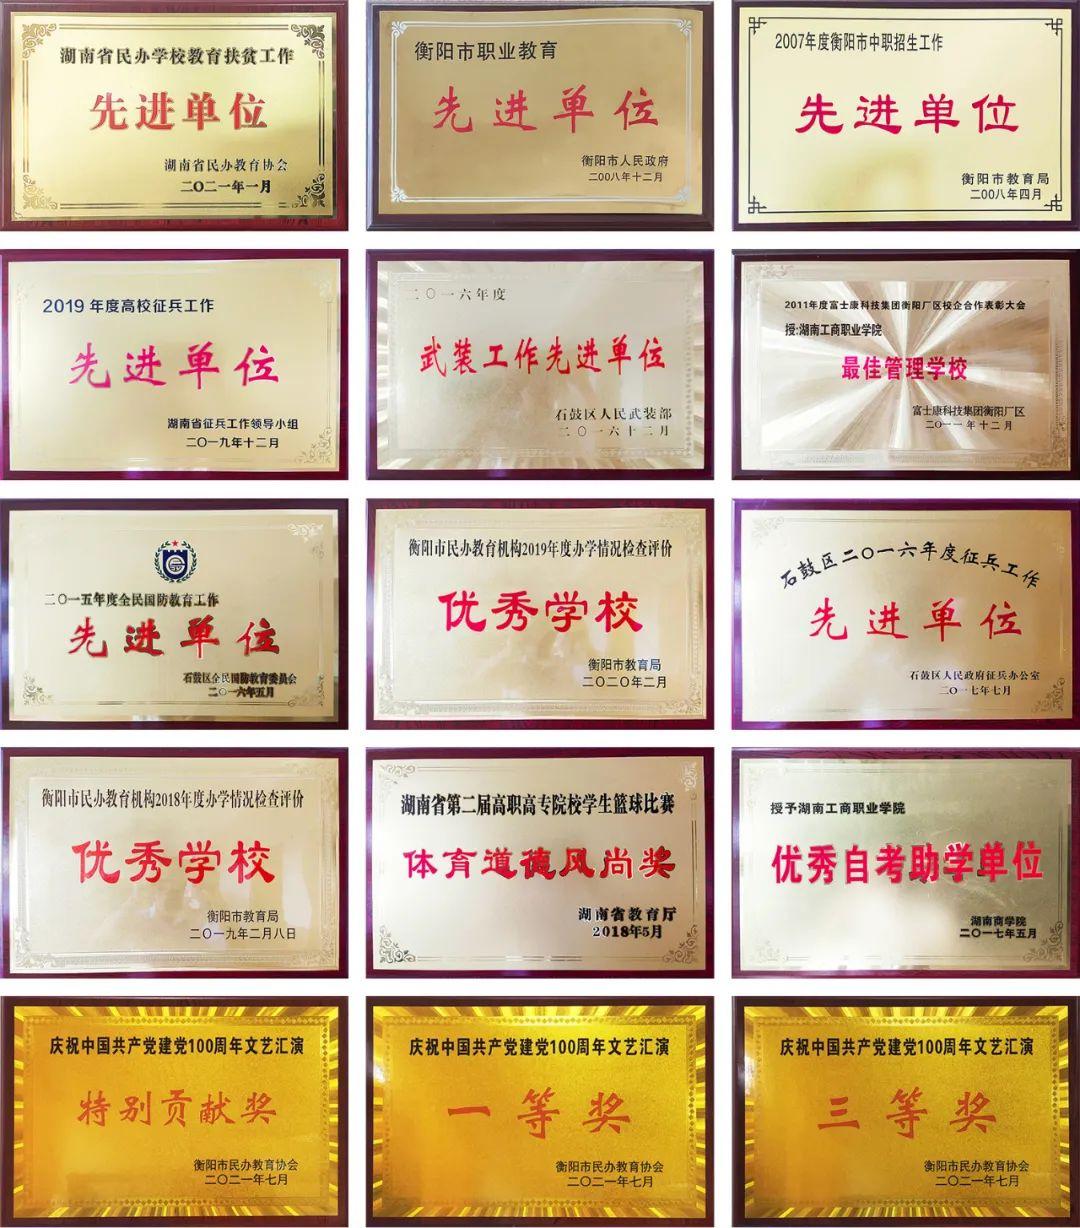 湖南省民办学校教育扶贫工作
先进单位
湖南省民办教育协会
二〇二一年一月
衡阳市职业教育
先进单位
衡阳市人民政府
二00八年十二月
2007年度衡阳市中职招生工作
先进单位
衡阳市教育局
二00八年四月
2019年度高校征兵工作
先进单位
湖南省征兵工作领导小组
二〇一九年十二月
二〇一六年度
武装工作先进单位
石鼓区人民武装部
二〇一六十二月
2011年度富士康科技集团衡阳厂区校企合作表彰大会
授:湖南工商职业学院
最佳管理学校
富士康科技集团衡阳厂区
二〇一一年十二月
二〇一五年度全民国防教育工作
先进单位
石鼓区全民国防教育委员会
二〇一六年五月
衡阳市民办教育机构2019年度办学情况检查评价
优秀学校
衡阳市教育局
二〇二〇年二月
石鼓区二〇一六年度征兵工作
先进单位
石鼓区人民政府征兵办公室
二〇一七年七月
衡阳市民办教育机构2018年度办学情况检查评价
优秀学校
衡阳市教育局
二〇一九年二月八日
湖南省第二届高职高专院校学生篮球比赛
体育道德风尚奖
湖南省教育厅
2018年5月
授予湖南工商职业学院
优秀自考助学单位
湖南商学院
二〇一七年五月
庆祝中国共产党建党100周年文艺汇演
特别贡献奖
衡阳市民办教育协会
二〇二一年七月
庆祝中国共产党建党100周年文艺汇演
一等奖
衡阳市民办教育协会
二〇二一年七月
庆祝中国共产党建党100周年文艺汇演
三等奖
衡阳市民办教育协会
二〇二一年七月